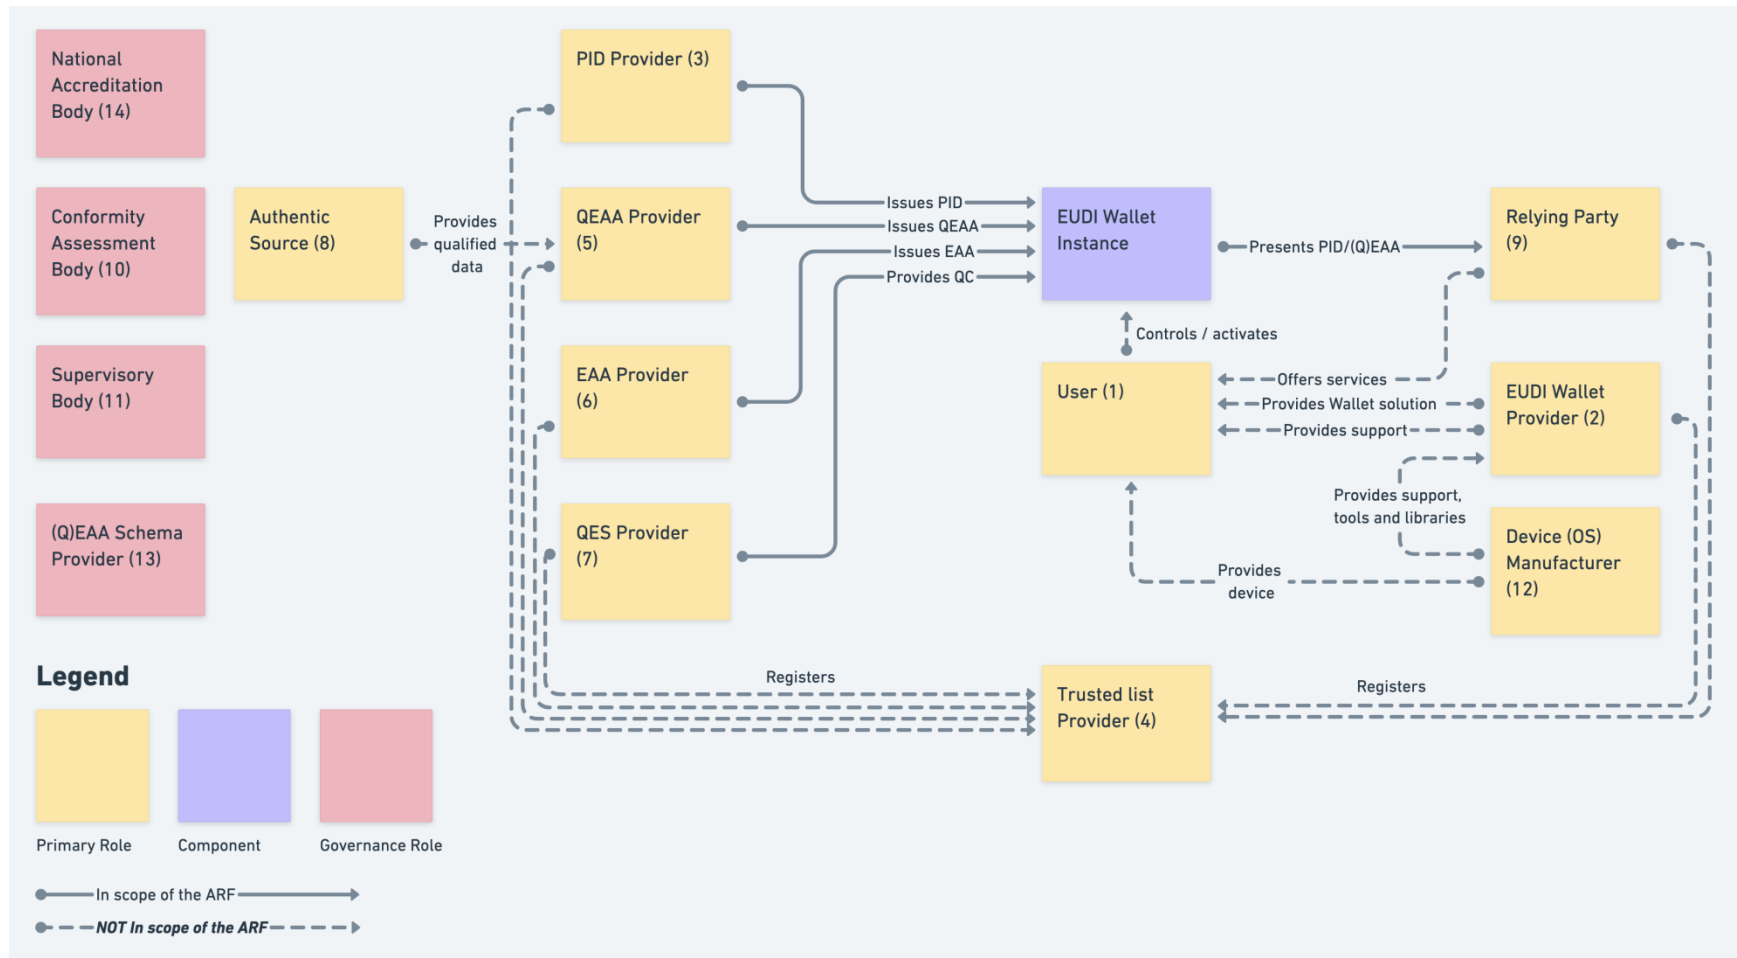 National
Accreditation
Body (14)
PID Provider (3)
Conformity
Assessment
Body (10)
Authentic
Source (8)
Provides
qualified
data
QEAA Provider
(5)
Issues PID
Issues QEAA
Issues EAA
Provides QC
EUDI Wallet
Instance
Presents PID/(Q)EAA
Relying Party
(9)
Controls / activates
Supervisory
Body (11)
EAA Provider
(6)
User (1)
Offers services
Provides Wallet solution
Provides support
EUDI Wallet
Provider (2)
Provides support,
tools and libraries
(Q)EAA Schema
Provider (13)
QES Provider
(7)
Device (OS)
Manufacturer
(12)
Provides
device
Legend
Registers
Trusted list
Provider (4)
Registers
Primary Role
Component
Governance Role
In scope of the ARF
NOT In scope of the ARF